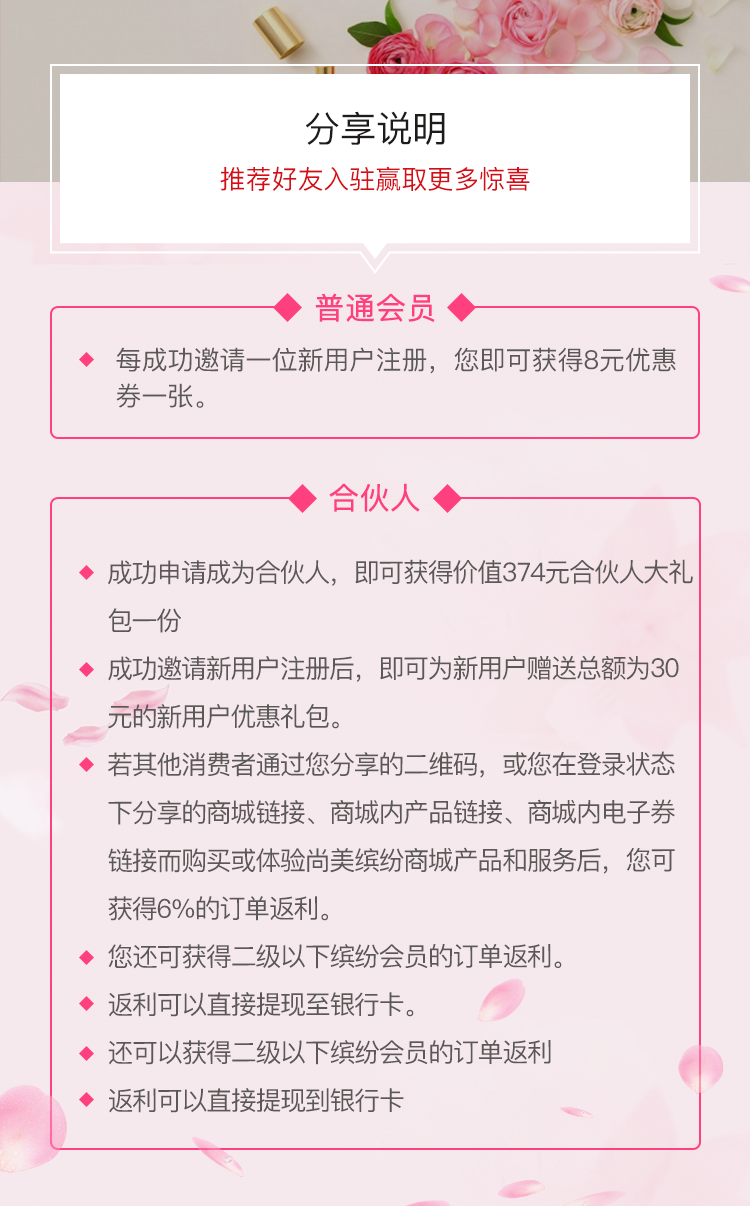 分享说明
推荐好友入驻赢取更多惊喜
普通会员
每成功邀请一位新用户注册，您即可获得8元优惠
券一张。
合伙人
成功申请成为合伙人，即可获得价值374元合伙人大礼
包一份
成功邀请新用户注册后，即可为新用户赠送总额为30
元的新用户优惠礼包。
若其他消费者通过您分享的二维码，或您在登录状态
下分享的商城链接、商城内产品链接、商城内电子券
链接而购买或体验尚美缤纷商城产品和服务后，您可
获得6%的订单返利。
您还可获得二级以下缤纷会员的订单返利。
返利可以直接提现至银行卡。
还可以获得二级以下缤纷会员的订单返利
返利可以直接提现到银行卡